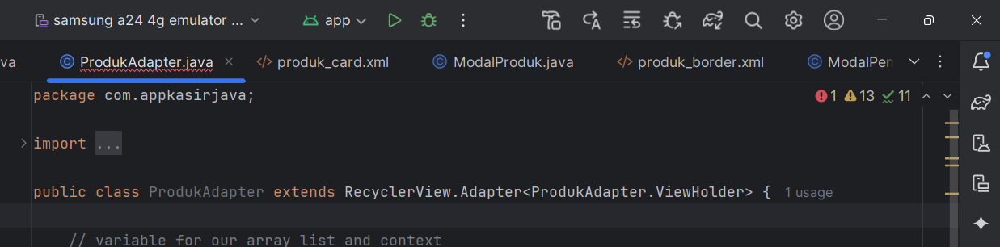 samsung a24 4g emulator ... app
va ProdukAdapter.java produk_card.xml ModalProduk.java produk_border.xml ModalPen
package com.appkasirjava; 1 13 11
import ...
public class ProdukAdapter extends RecyclerView.Adapter<ProdukAdapter.ViewHolder> { 1 usage
// variable for our array list and context